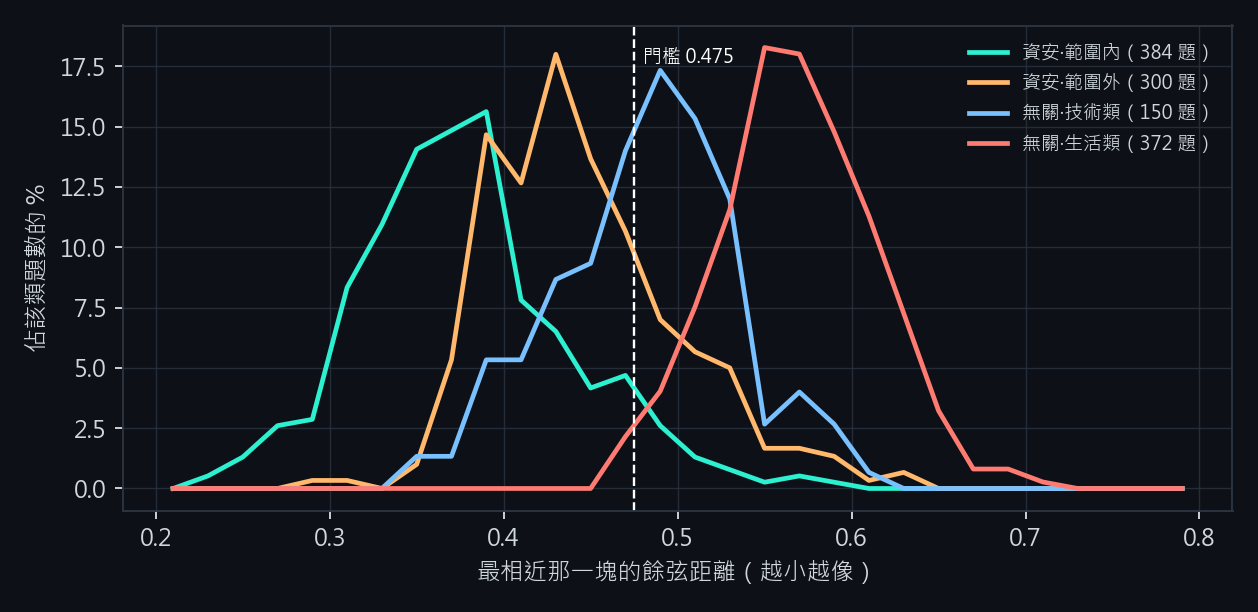 門檻 0.475
資安·範圍內（384 題）
資安·範圍外（300 題）
無關·技術類（150 題）
無關·生活類（372 題）
佔該類題數的 %
17.5
15.0
12.5
10.0
7.5
5.0
2.5
0.0
0.2 0.3 0.4 0.5 0.6 0.7 0.8
最相近那一塊的餘弦距離（越小越像）